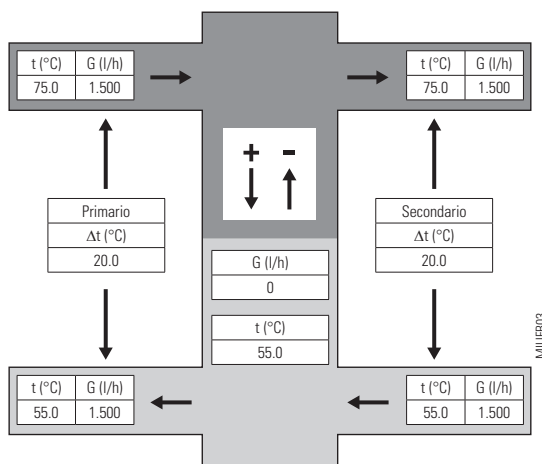 t (°C) G (l/h)
75.0 1.500
t (°C) G (l/h)
75.0 1.500
+ -
Primario
Δt (°C)
20.0
Secondario
Δt (°C)
20.0
G (l/h)
0
t (°C)
55.0
t (°C) G (l/h)
55.0 1.500
t (°C) G (l/h)
55.0 1.500